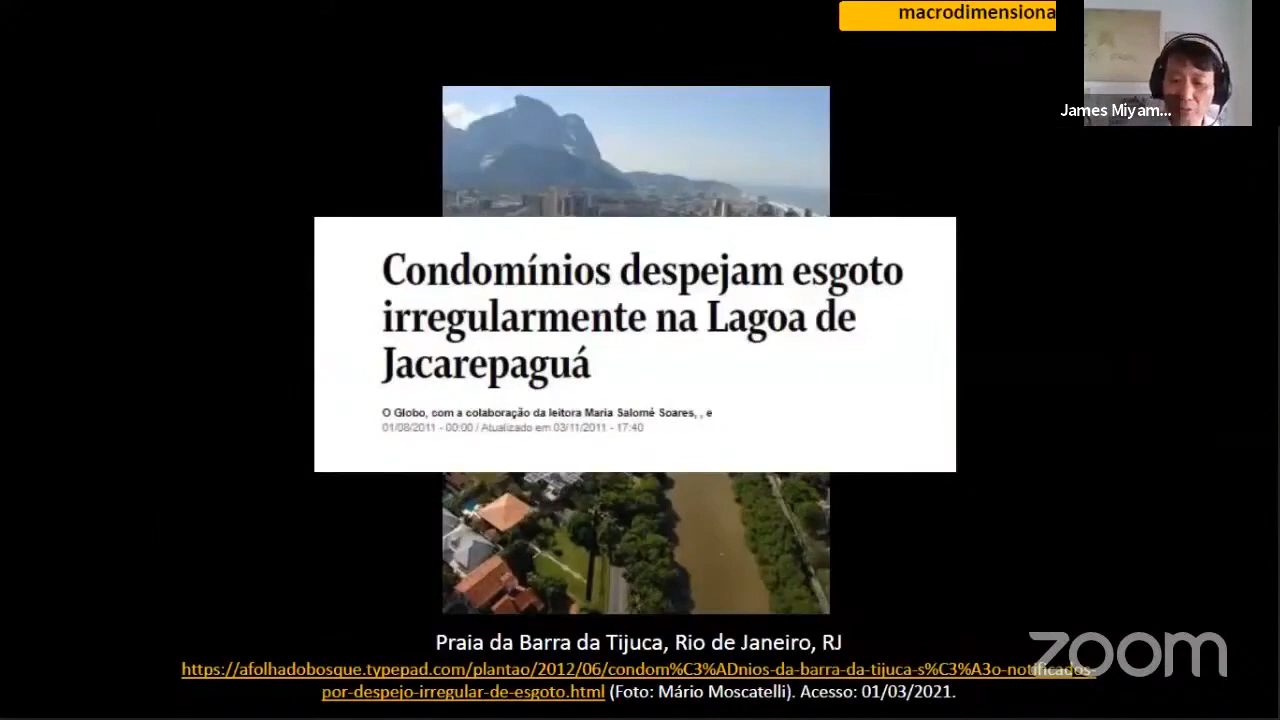 macrodimensiona
James Miyam...
Condomínios despejam esgoto
irregularmente na Lagoa de
Jacarepaguá
O Globo, com a colaboração da leitora Maria Salomé Soares, , e
01/08/2011 - 00:00 / Atualizado em 03/11/2011 - 17:40
Praia da Barra da Tijuca, Rio de Janeiro, RJ
https://afolhadobosque.typepad.com/plantao/2012/06/condom%C3%ADnios-da-barra-da-tijuca-s%C3%A3o-notificados-
por-despejo-irregular-de-esgoto.html (Foto: Mário Moscatelli). Acesso: 01/03/2021.
zoom